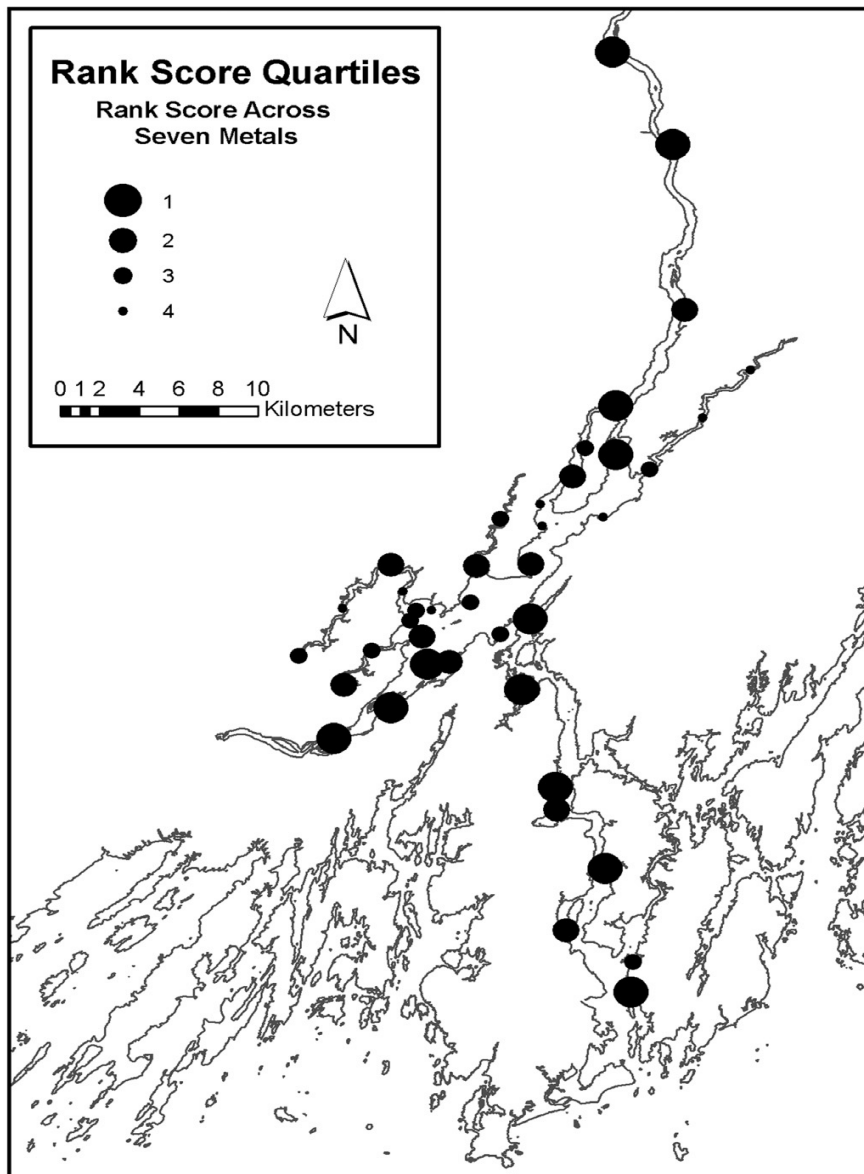 Rank Score Quartiles
Rank Score Across
Seven Metals
1
2
3
4
N
0 1 2 4 6 8 10
Kilometers